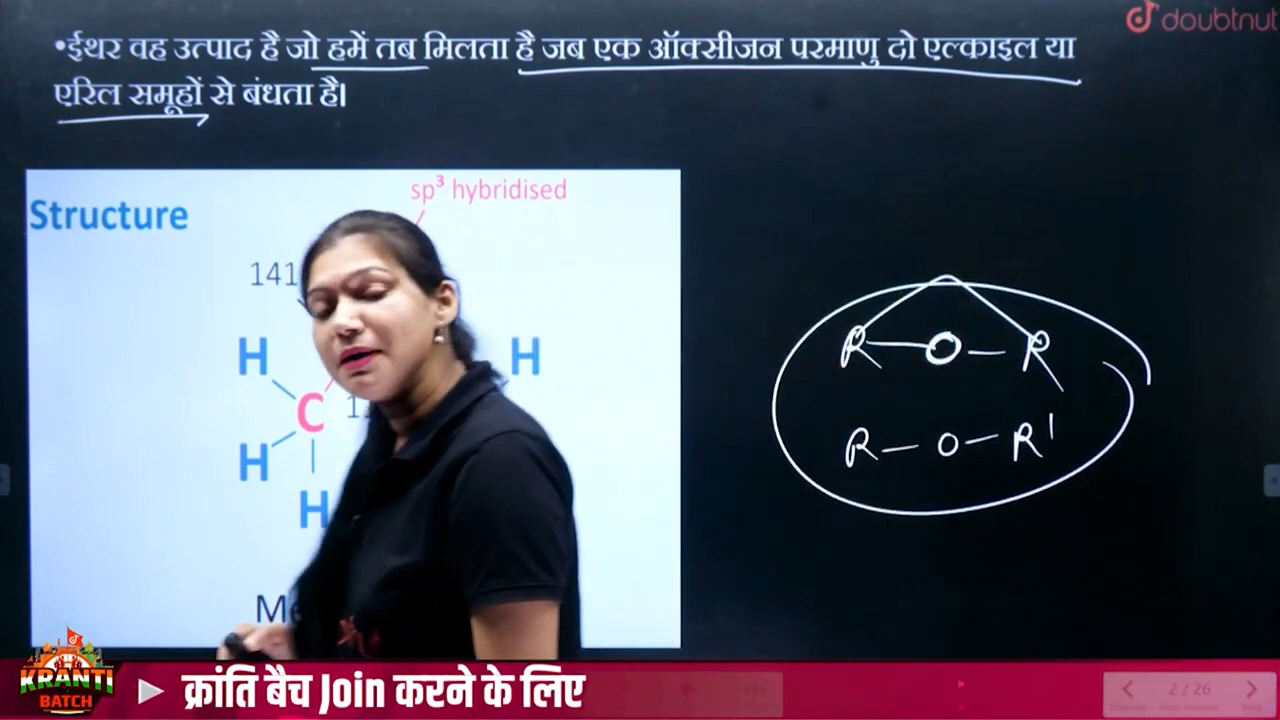 doubtnut
•ईथर वह उत्पाद है जो हमें तब मिलता है जब एक ऑक्सीजन परमाणु दो एल्काइल या
एरिल समूहों से बंधता है।
sp³ hybridised
Structure
141
H
H
C
H
H
R—O—R
R—O—R'
KRANTI
BATCH
क्रांति बैच Join करने के लिए
2 / 26